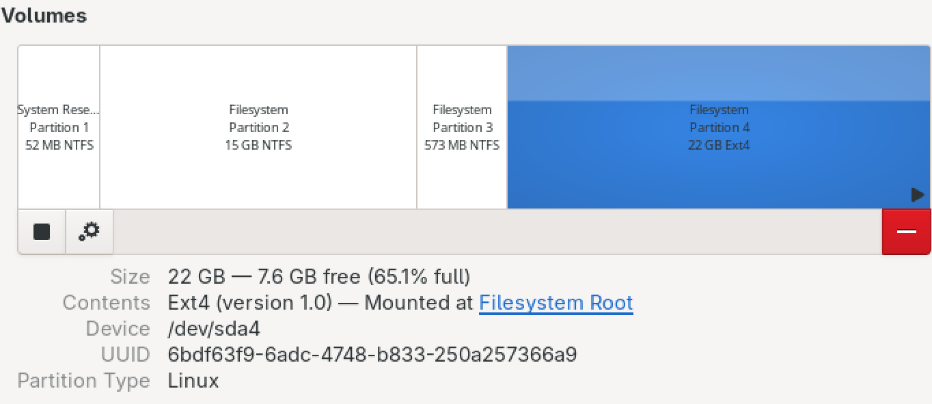 Volumes
System Rese...
Partition 1
52 MB NTFS
Filesystem
Partition 2
15 GB NTFS
Filesystem
Partition 3
573 MB NTFS
Filesystem
Partition 4
22 GB Ext4
Size 22 GB — 7.6 GB free (65.1% full)
Contents Ext4 (version 1.0) — Mounted at Filesystem Root
Device /dev/sda4
UUID 6bdf63f9-6adc-4748-b833-250a257366a9
Partition Type Linux